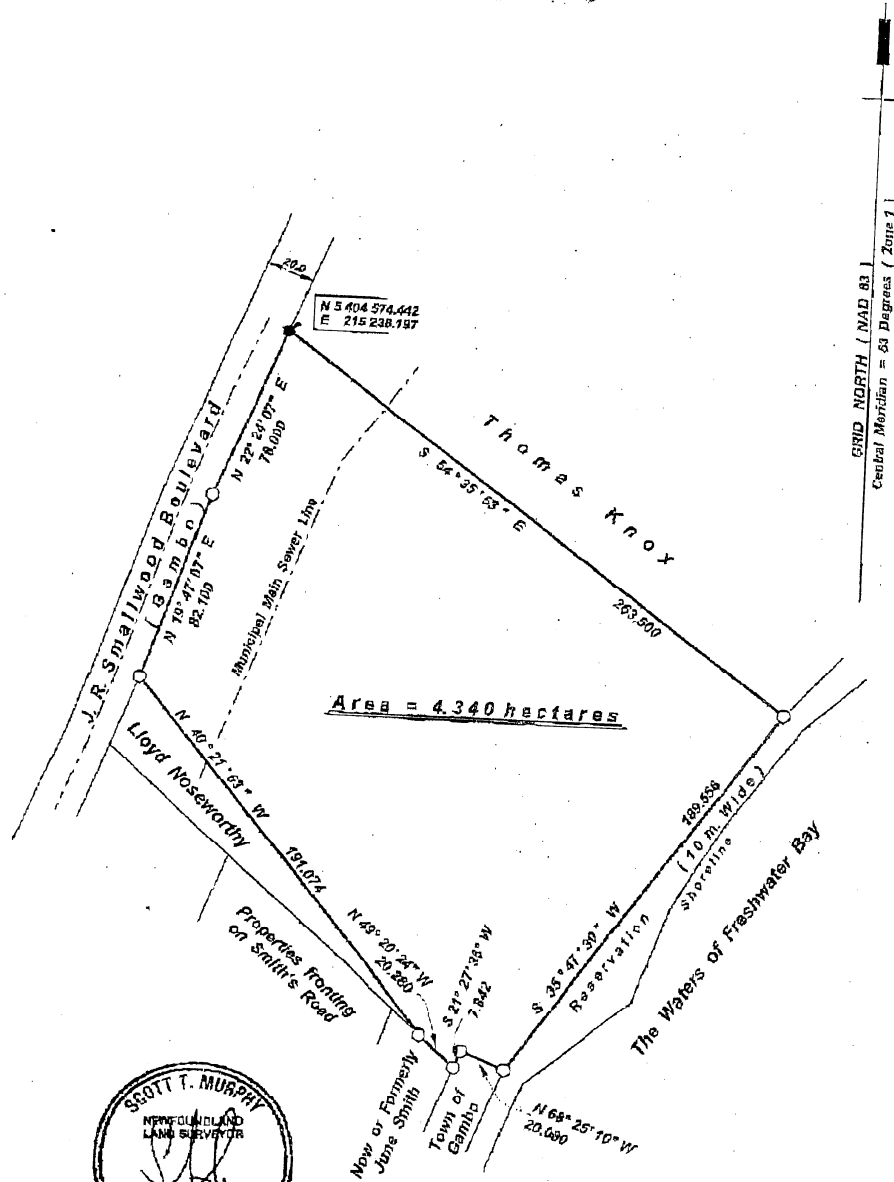 20.0
N 5 404 574.442
E 215 238.197
GRID NORTH ( NAD 83 )
Central Meridian = 53 Degrees ( Zone 1 )
N 22° 24' 07" E
78.000
Thomas Knox
S 54° 35' 53" E
263.500
J. R. Smallwood Boulevard
( Gambo )
N 19° 47' 07" E
82.100
Municipal Main Sewer Line
Area = 4.340 hectares
N 40° 21' 53" W
191.074
Lloyd Noseworthy
189.556
( 10 m. Wide )
Shoreline
S 35° 47' 30" W
Reservation
The Waters of Freshwater Bay
Properties fronting
on Smith's Road
N 49° 20' 24" W
20.280
S 21° 27' 36" W
7.842
Now or Formerly
June Smith
Town of
Gambo
N 68° 25' 10" W
20.090
SCOTT T. MURPHY
NEWFOUNDLAND
LAND SURVEYOR